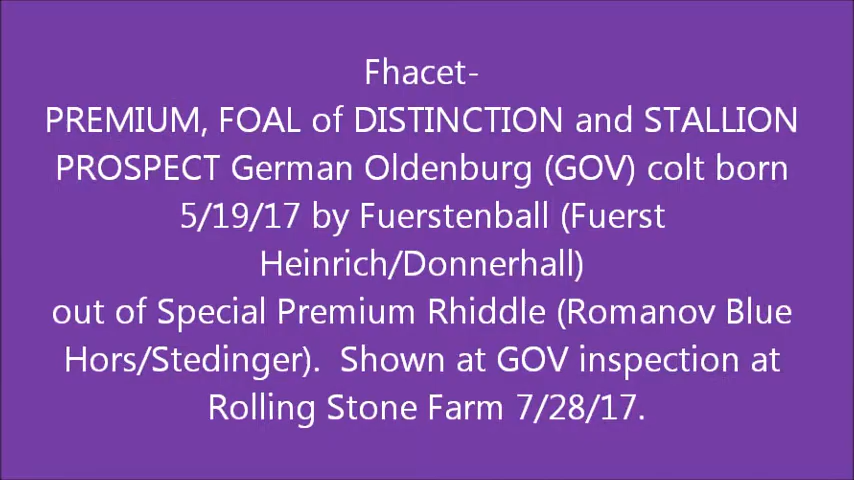 Fhacet-
PREMIUM, FOAL of DISTINCTION and STALLION
PROSPECT German Oldenburg (GOV) colt born
5/19/17 by Fuerstenball (Fuerst
Heinrich/Donnerhall)
out of Special Premium Rhiddle (Romanov Blue
Hors/Stedinger).  Shown at GOV inspection at
Rolling Stone Farm 7/28/17.